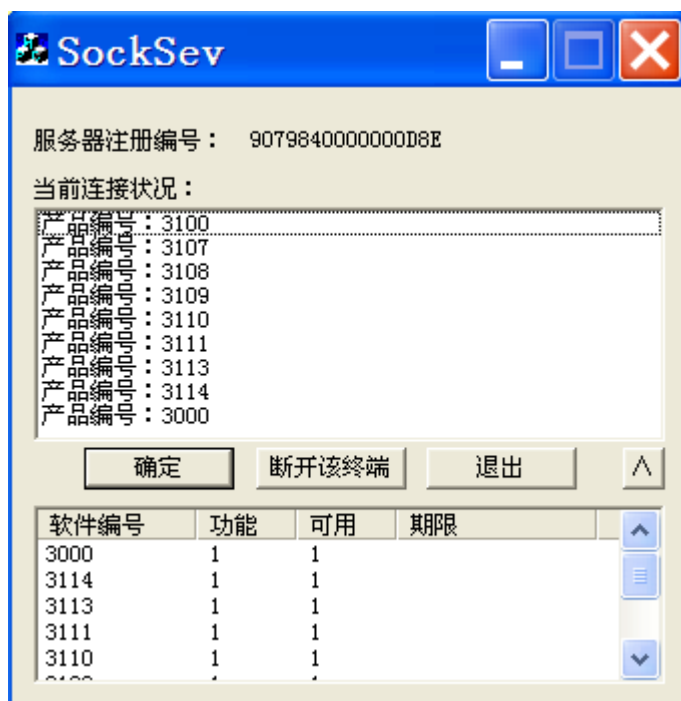 SockSev
服务器注册编号： 9079840000000D8E
当前连接状况：
产品编号：3100
产品编号：3107
产品编号：3108
产品编号：3109
产品编号：3110
产品编号：3111
产品编号：3113
产品编号：3114
产品编号：3000
确定 断开该终端 退出 ∧
软件编号 功能 可用 期限
3000 1 1
3114 1 1
3113 1 1
3111 1 1
3110 1 1